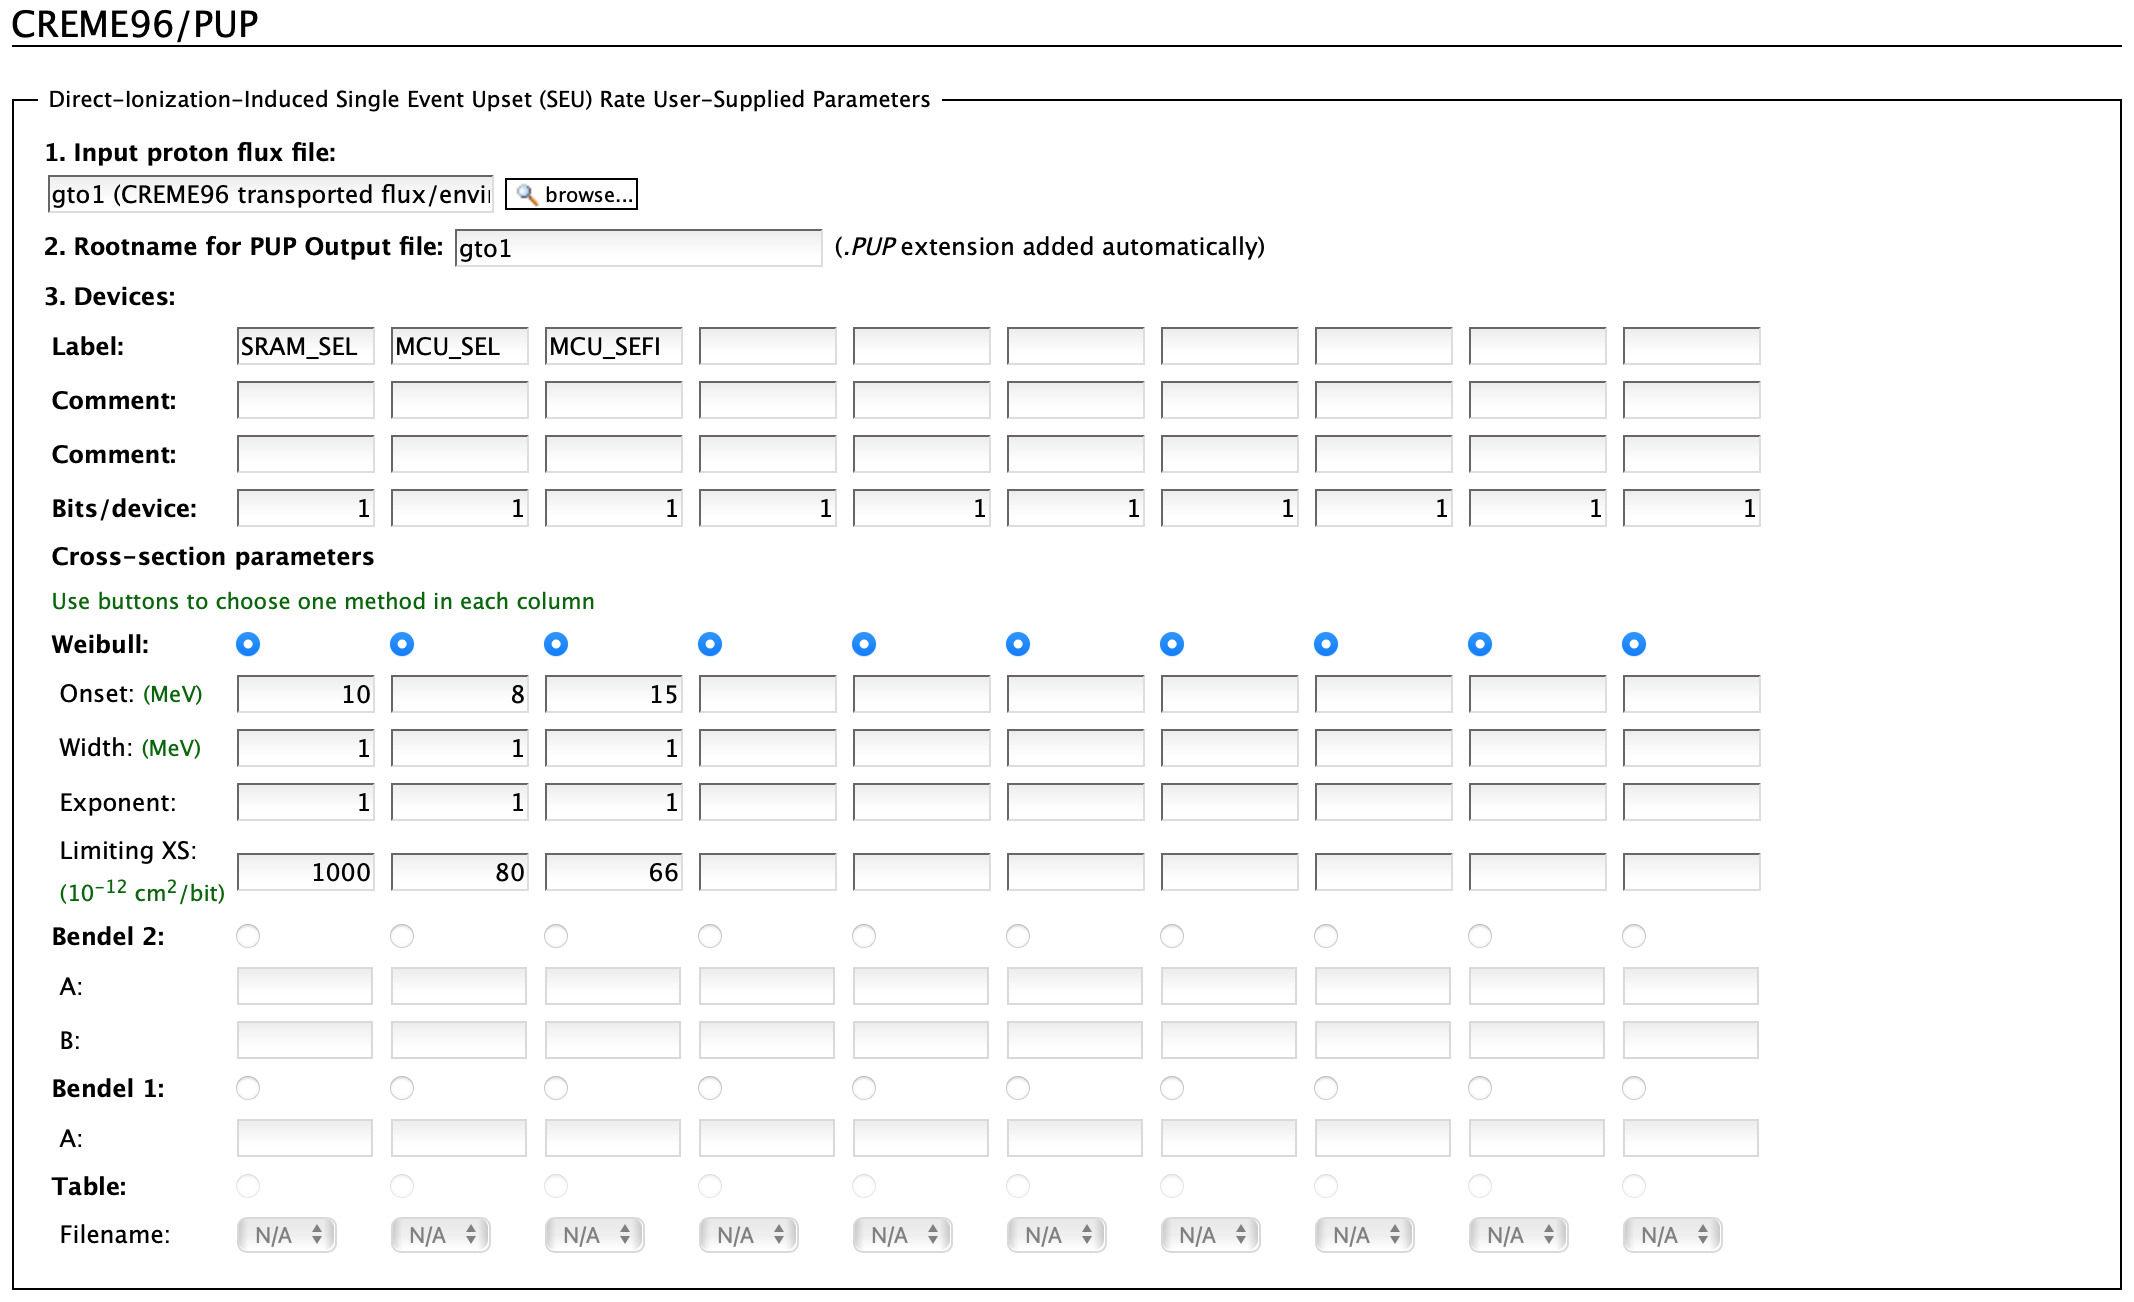 CREME96/PUP
Direct-Ionization-Induced Single Event Upset (SEU) Rate User-Supplied Parameters
1. Input proton flux file:
gto1 (CREME96 transported flux/envi browse...
2. Rootname for PUP Output file: gto1 (.PUP extension added automatically)
3. Devices:
Label: SRAM_SEL MCU_SEL MCU_SEFI
Comment:
Comment:
Bits/device: 1 1 1 1 1 1 1 1 1 1
Cross-section parameters
Use buttons to choose one method in each column
Weibull:
Onset: (MeV) 10 8 15
Width: (MeV) 1 1 1
Exponent: 1 1 1
Limiting XS:
(10⁻¹² cm²/bit) 1000 80 66
Bendel 2:
A:
B:
Bendel 1:
A:
Table:
Filename: N/A N/A N/A N/A N/A N/A N/A N/A N/A N/A